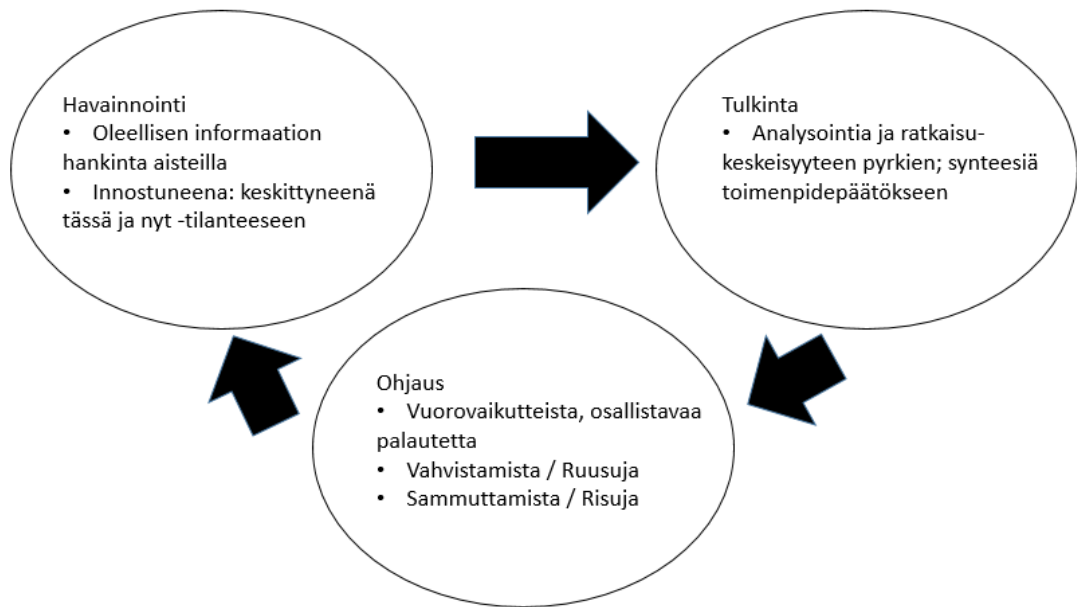 Havainnointi
• Oleellisen informaation
hankinta aisteilla
• Innostuneena: keskittyneenä
tässä ja nyt -tilanteeseen
Tulkinta
• Analysointia ja ratkaisu-
keskeisyyteen pyrkien; synteesiä
toimenpidepäätökseen
Ohjaus
• Vuorovaikutteista, osallistavaa
palautetta
• Vahvistamista / Ruusuja
• Sammuttamista / Risuja